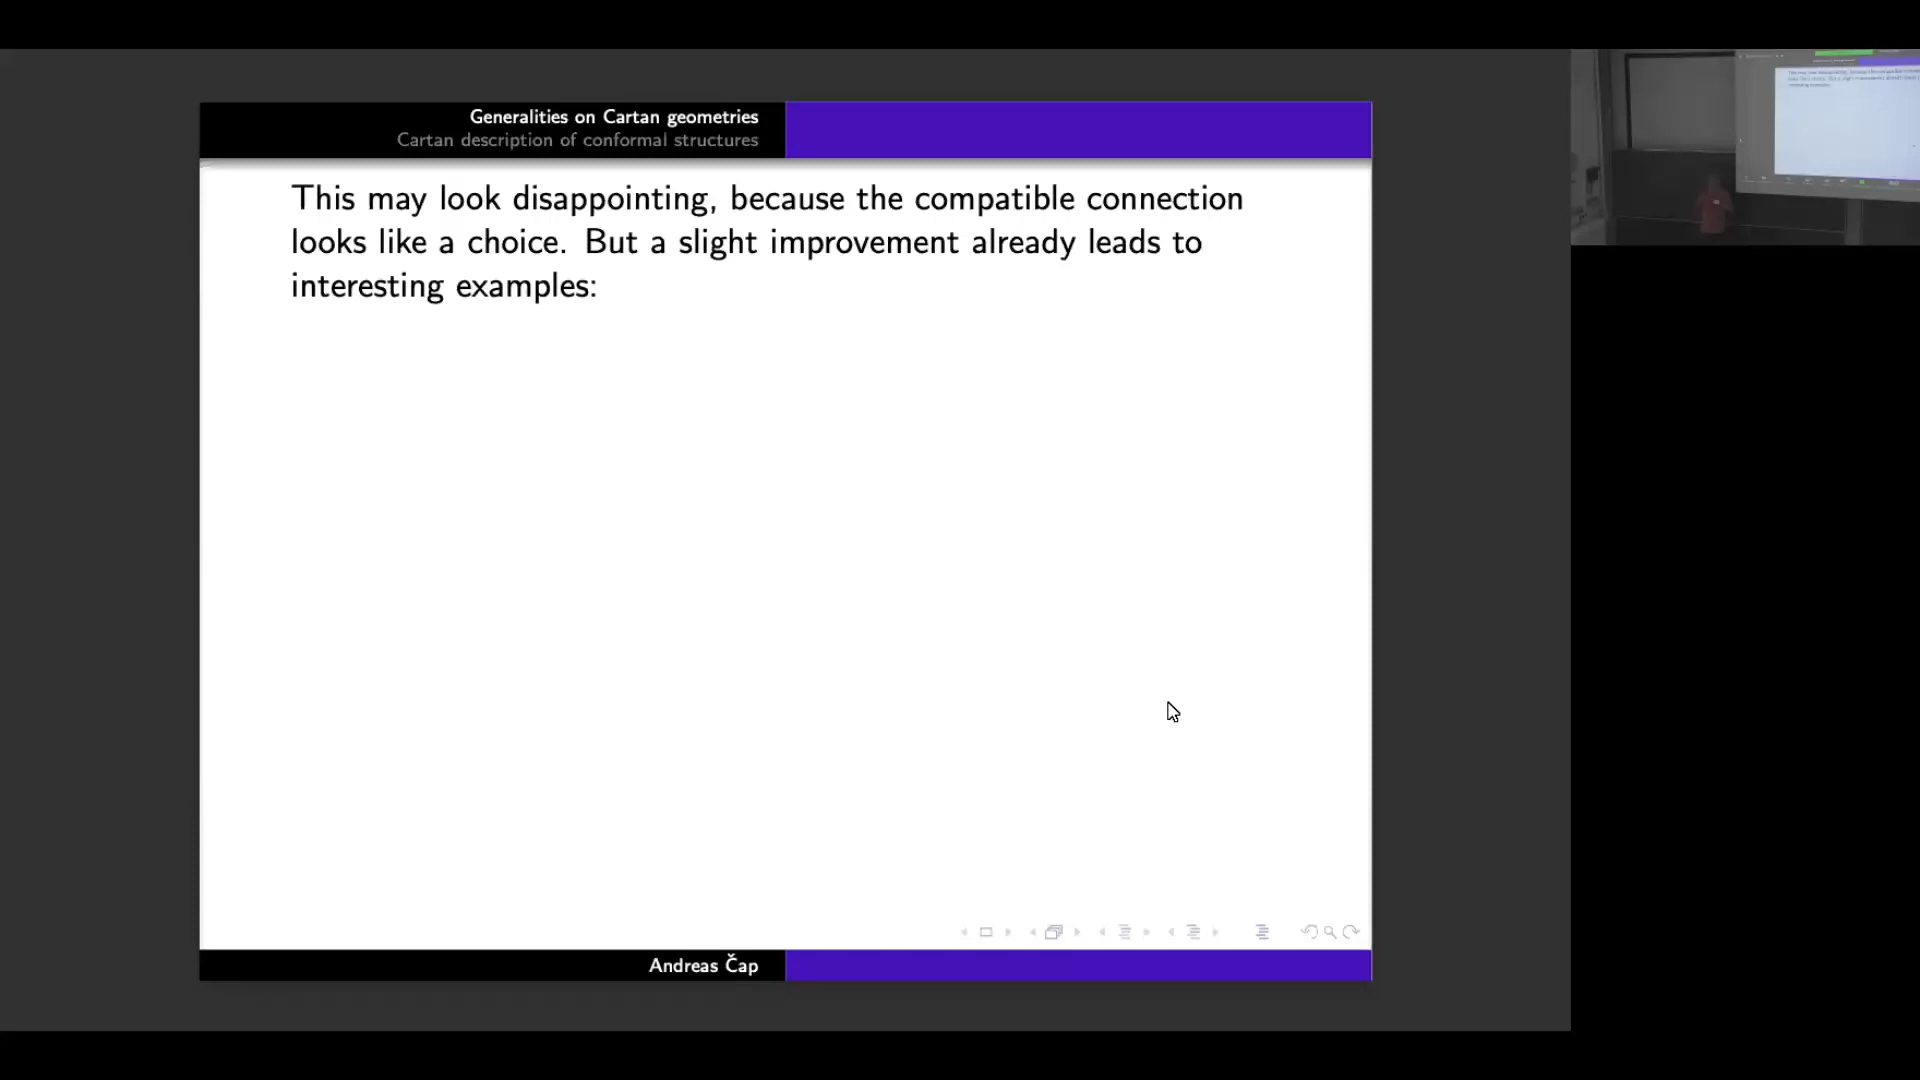 Generalities on Cartan geometries
Cartan description of conformal structures
This may look disappointing, because the compatible connection
looks like a choice. But a slight improvement already leads to
interesting examples:
Andreas Čap